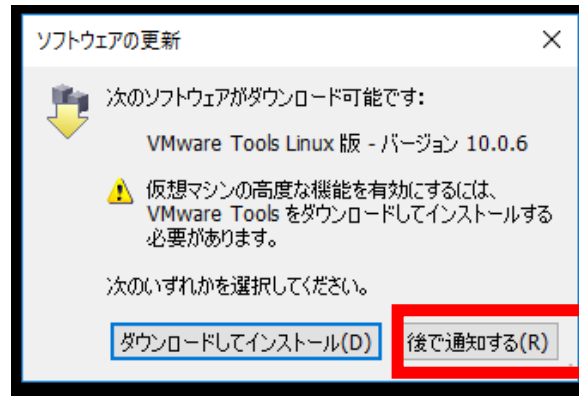 ソフトウェアの更新
次のソフトウェアがダウンロード可能です:
VMware Tools Linux 版 - バージョン 10.0.6
仮想マシンの高度な機能を有効にするには、
VMware Tools をダウンロードしてインストールする
必要があります。
次のいずれかを選択してください。
ダウンロードしてインストール(D) 後で通知する(R)